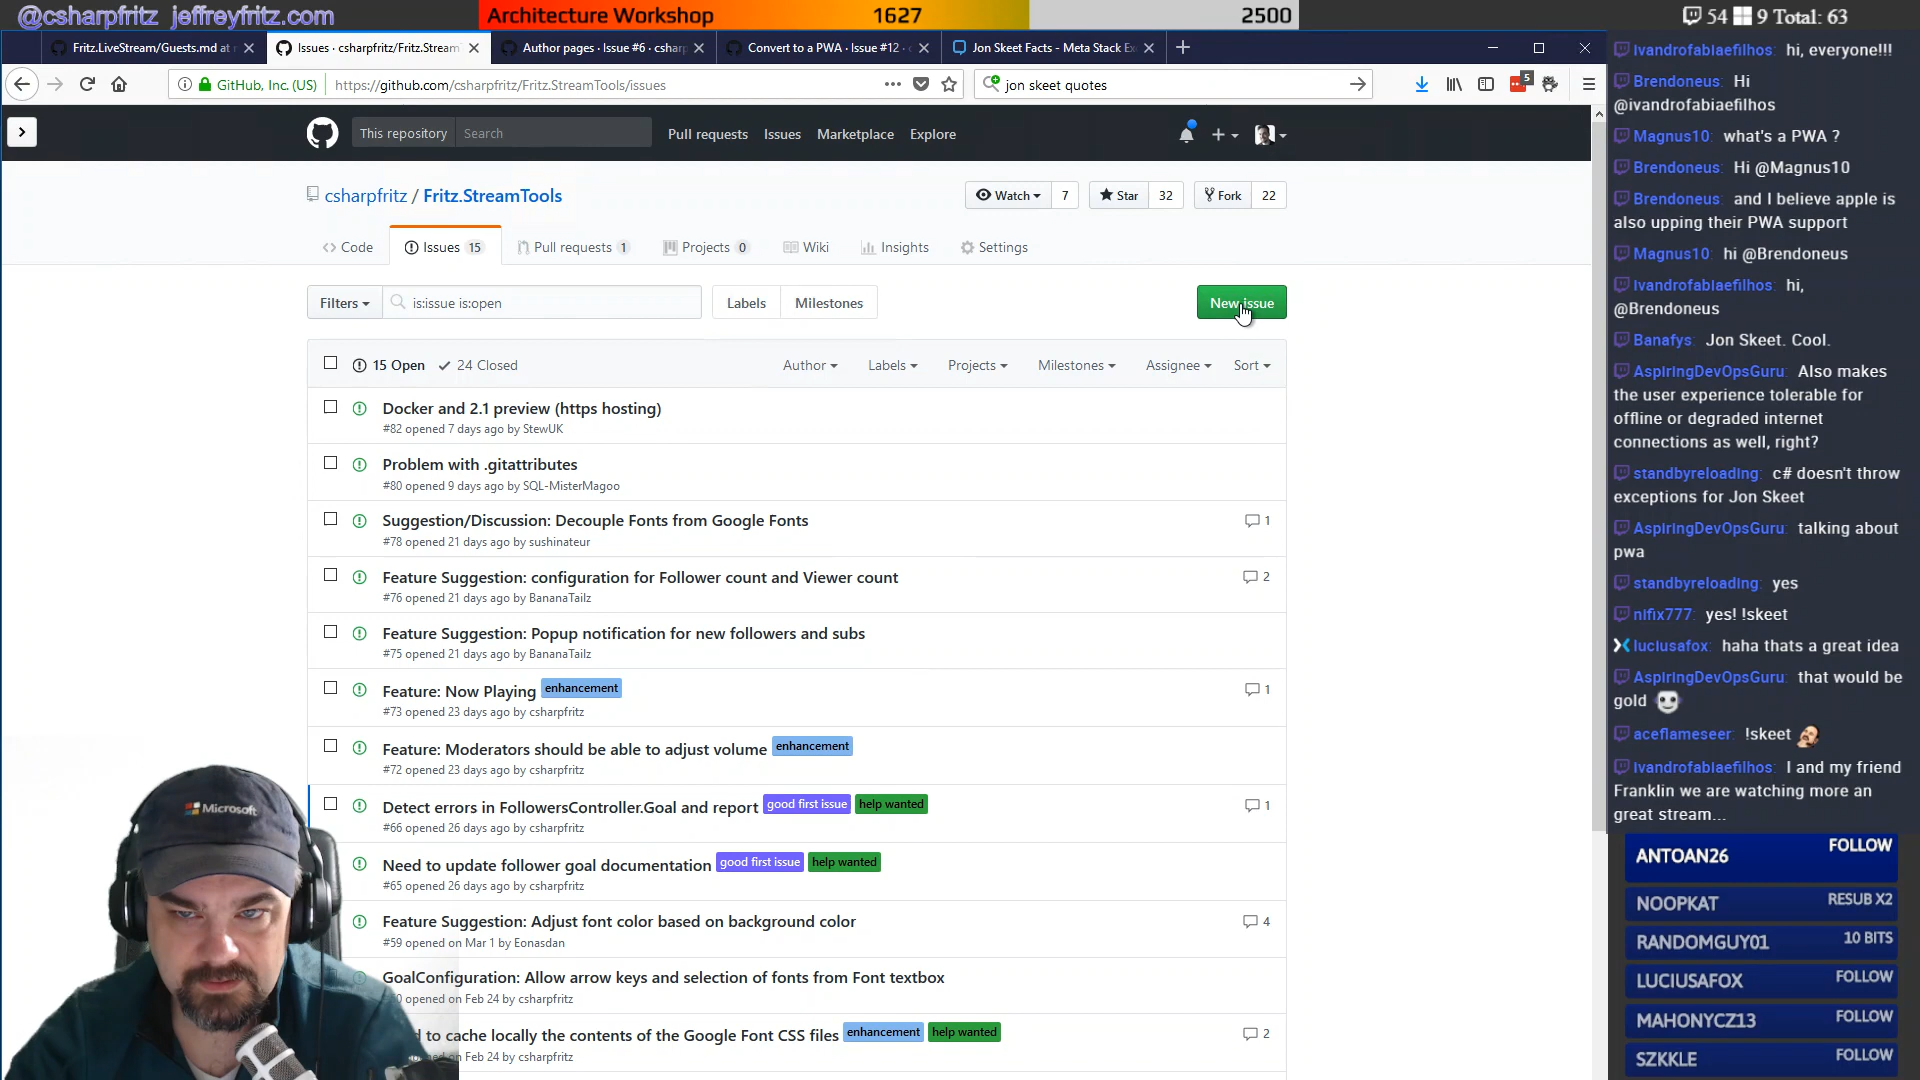 @csharpfritz jeffreyfritz.com
Architecture Workshop 1627 2500
54 9 Total: 63
Fritz.LiveStream/Guests.md at
Issues · csharpfritz/Fritz.Stream
Author pages · Issue #6 · cshar
Convert to a PWA · Issue #12 ·
Jon Skeet Facts - Meta Stack Ex
GitHub, Inc. (US) https://github.com/csharpfritz/Fritz.StreamTools/issues
jon skeet quotes
5
This repository Search
Pull requests Issues Marketplace Explore
csharpfritz / Fritz.StreamTools
Watch 7 Star 32 Fork 22
Code Issues 15 Pull requests 1 Projects 0 Wiki Insights Settings
Filters is:issue is:open Labels Milestones New issue
15 Open 24 Closed Author Labels Projects Milestones Assignee Sort
Docker and 2.1 preview (https hosting)
#82 opened 7 days ago by StewUK
Problem with .gitattributes
#80 opened 9 days ago by SQL-MisterMagoo
Suggestion/Discussion: Decouple Fonts from Google Fonts 1
#78 opened 21 days ago by sushinateur
Feature Suggestion: configuration for Follower count and Viewer count 2
#76 opened 21 days ago by BananaTailz
Feature Suggestion: Popup notification for new followers and subs
#75 opened 21 days ago by BananaTailz
Feature: Now Playing enhancement 1
#73 opened 23 days ago by csharpfritz
Feature: Moderators should be able to adjust volume enhancement
#72 opened 23 days ago by csharpfritz
Detect errors in FollowersController.Goal and report good first issue help wanted 1
#66 opened 26 days ago by csharpfritz
Need to update follower goal documentation good first issue help wanted
#65 opened 26 days ago by csharpfritz
Feature Suggestion: Adjust font color based on background color 4
#59 opened on Mar 1 by Eonasdan
GoalConfiguration: Allow arrow keys and selection of fonts from Font textbox
opened on Feb 24 by csharpfritz
to cache locally the contents of the Google Font CSS files enhancement help wanted 2
on Feb 24 by csharpfritz
Microsoft
ivandrofabiaefilhos: hi, everyone!!!
Brendoneus: Hi
@ivandrofabiaefilhos
Magnus10: what's a PWA ?
Brendoneus: Hi @Magnus10
Brendoneus: and I believe apple is
also upping their PWA support
Magnus10: hi @Brendoneus
ivandrofabiaefilhos: hi,
@Brendoneus
Banafys: Jon Skeet. Cool.
AspiringDevOpsGuru: Also makes
the user experience tolerable for
offline or degraded internet
connections as well, right?
standbyreloading: c# doesn't throw
exceptions for Jon Skeet
AspiringDevOpsGuru: talking about
pwa
standbyreloading: yes
nifix777: yes! !skeet
luciusafox: haha thats a great idea
AspiringDevOpsGuru: that would be
gold
aceflameseer: !skeet
ivandrofabiaefilhos: I and my friend
Franklin we are watching more an
great stream...
ANTOAN26 FOLLOW
NOOPKAT RESUB X2
RANDOMGUY01 10 BITS
LUCIUSAFOX FOLLOW
MAHONYCZ13 FOLLOW
SZKKLE FOLLOW